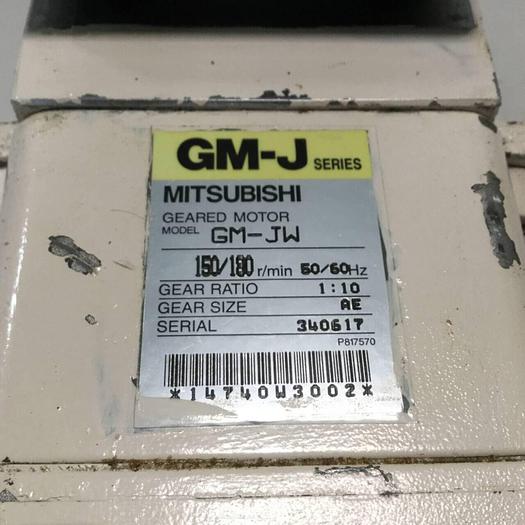 GM-J SERIES
MITSUBISHI
GEARED MOTOR
MODEL GM-JW
150/180 r/min 50/60Hz
GEAR RATIO 1:10
GEAR SIZE AE
SERIAL 340617
P817570
*14740W3002*